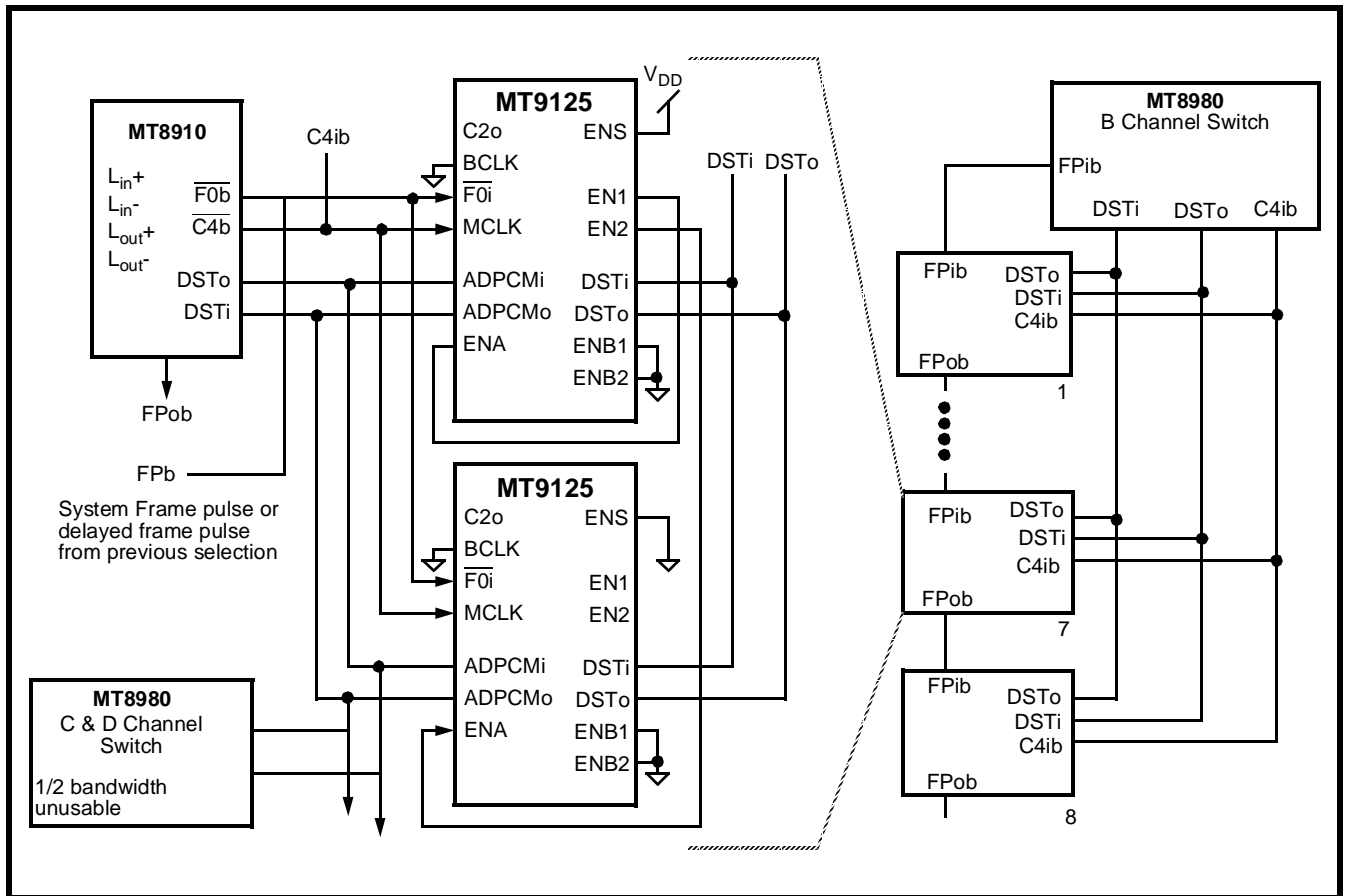 MT8910
L_in+
L_in-
L_out+
L_out-
F0b
C4b
DSTo
DSTi
FPob
FPb
System Frame pulse or
delayed frame pulse
from previous selection
C4ib
MT9125
C2o
BCLK
F0i
MCLK
ADPCMi
ADPCMo
ENA
ENS
EN1
EN2
DSTi
DSTo
ENB1
ENB2
V_DD
DSTi DSTo
MT9125
C2o
BCLK
F0i
MCLK
ADPCMi
ADPCMo
ENA
ENS
EN1
EN2
DSTi
DSTo
ENB1
ENB2
MT8980
C & D Channel
Switch
1/2 bandwidth
unusable
MT8980
B Channel Switch
FPib
DSTi DSTo C4ib
FPib
DSTo
DSTi
C4ib
FPob
1
FPib
DSTo
DSTi
C4ib
FPob
7
FPib
DSTo
DSTi
C4ib
FPob
8